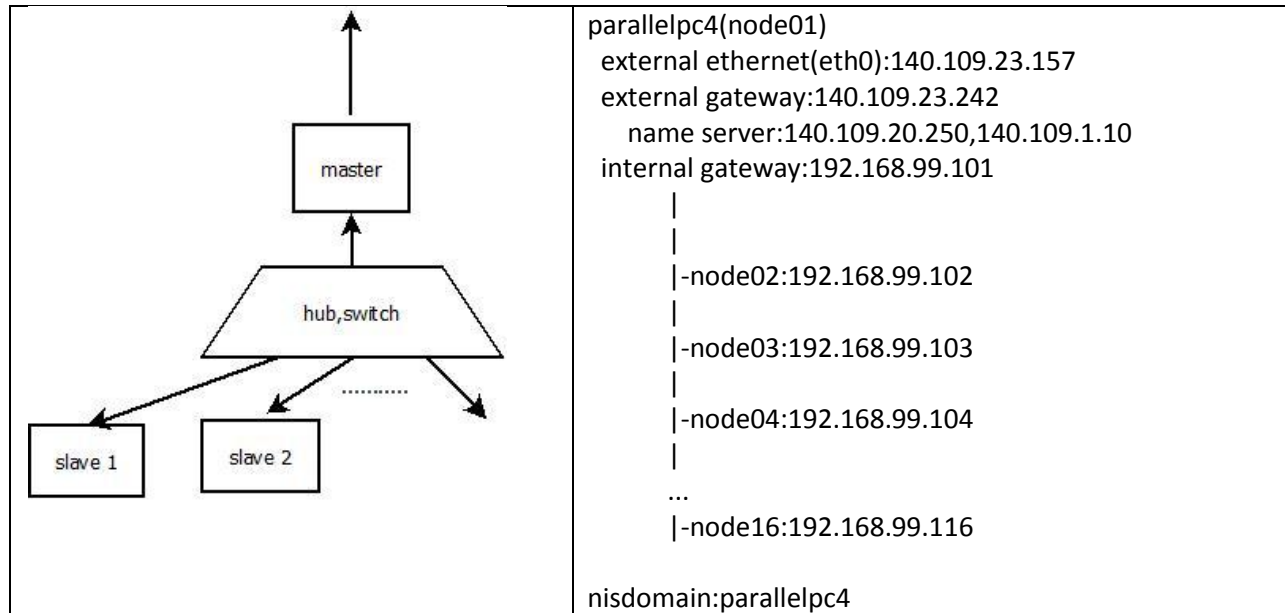 master
hub,switch
...........
slave 1
slave 2
parallelpc4(node01)
external ethernet(eth0):140.109.23.157
external gateway:140.109.23.242
name server:140.109.20.250,140.109.1.10
internal gateway:192.168.99.101
|
|
|-node02:192.168.99.102
|
|-node03:192.168.99.103
|
|-node04:192.168.99.104
|
...
|-node16:192.168.99.116
nisdomain:parallelpc4